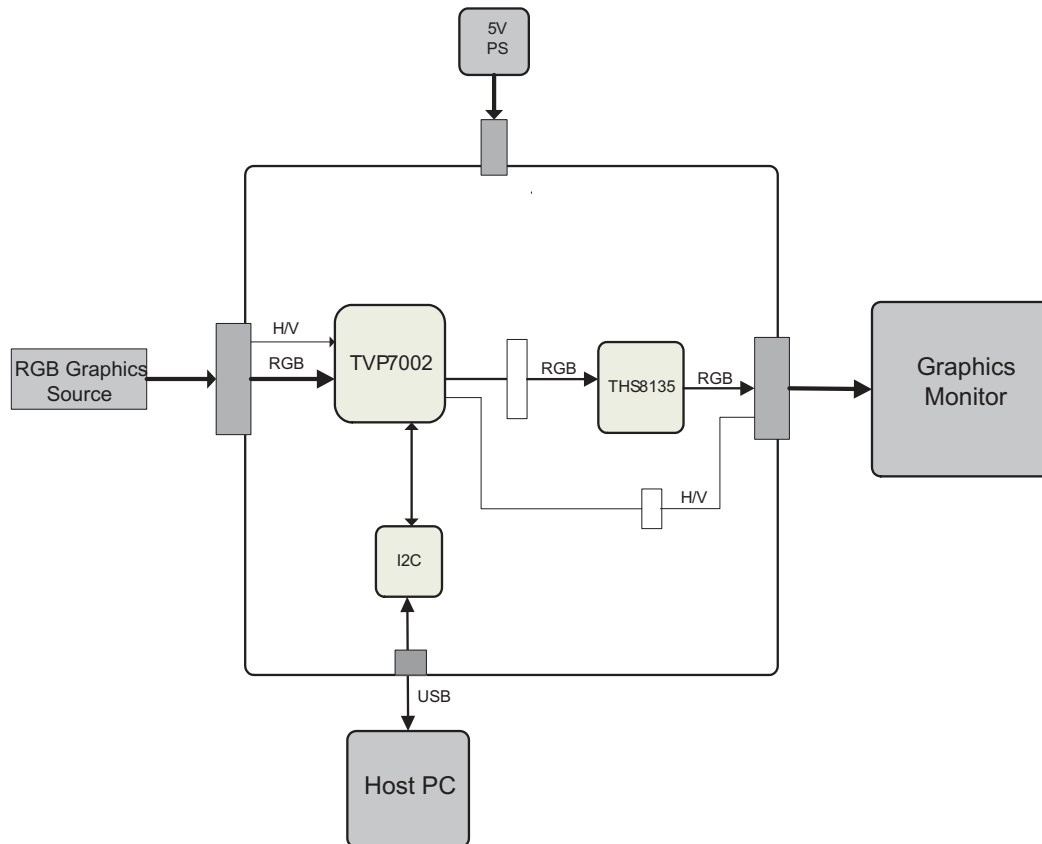 5V
PS
H/V
RGB
TVP7002
RGB Graphics
Source
RGB
THS8135
RGB
Graphics
Monitor
H/V
I2C
USB
Host PC